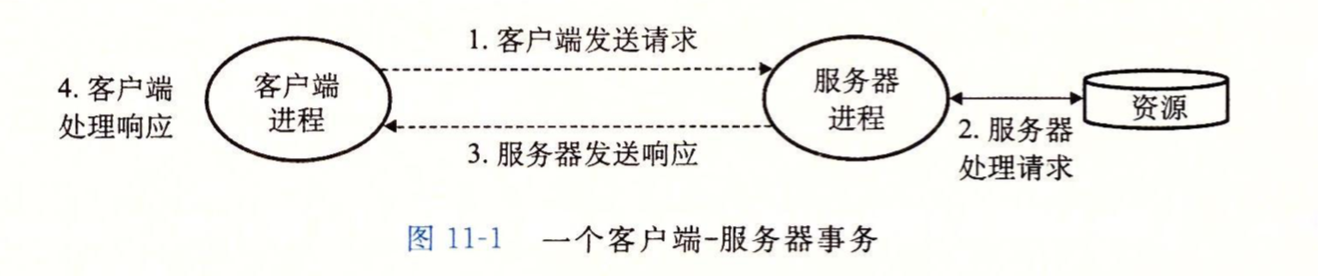 1. 客户端发送请求
4. 客户端
处理响应
客户端
进程
服务器
进程
资源
2. 服务器
处理请求
3. 服务器发送响应
图 11-1 一个客户端-服务器事务